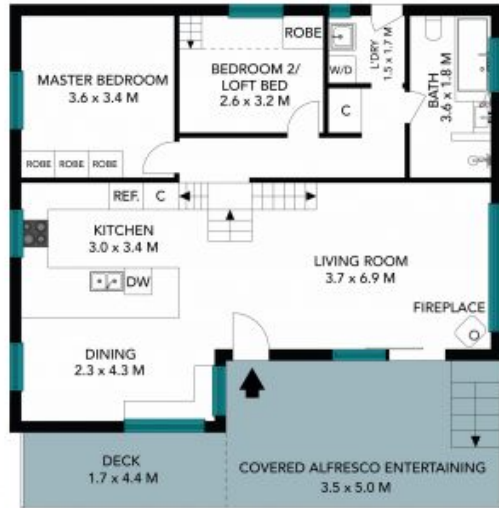 MASTER BEDROOM
3.6 x 3.4 M
ROBE
ROBE
ROBE
BEDROOM 2/
LOFT BED
2.6 x 3.2 M
ROBE
W/D
L'DRY
1.5 x 1.7 M
C
BATH
3.6 x 1.8 M
REF.
C
KITCHEN
3.0 x 3.4 M
DW
LIVING ROOM
3.7 x 6.9 M
FIREPLACE
DINING
2.3 x 4.3 M
DECK
1.7 x 4.4 M
COVERED ALFRESCO ENTERTAINING
3.5 x 5.0 M